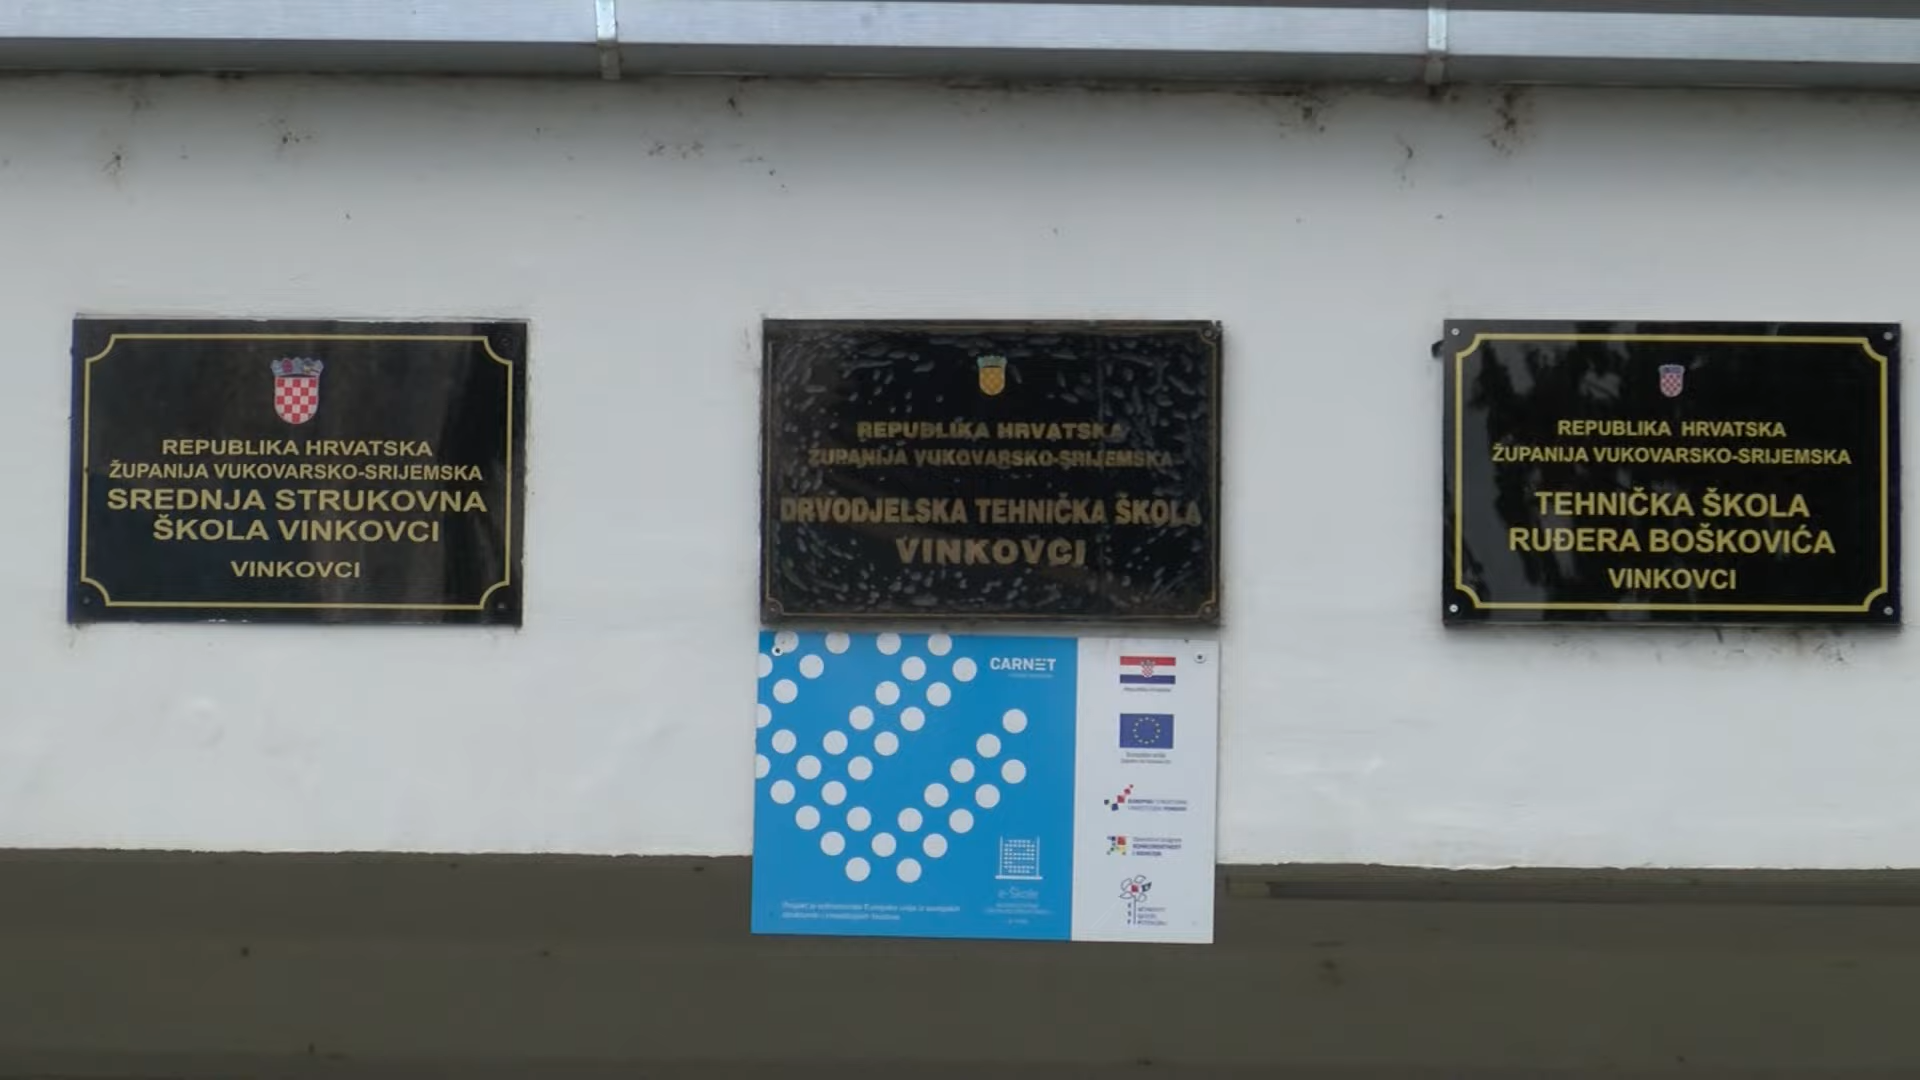 REPUBLIKA HRVATSKA
ŽUPANIJA VUKOVARSKO-SRIJEMSKA
SREDNJA STRUKOVNA
ŠKOLA VINKOVCI
VINKOVCI
REPUBLIKA HRVATSKA
ŽUPANIJA VUKOVARSKO-SRIJEMSKA
DRVODJELSKA TEHNIČKA ŠKOLA
VINKOVCI
REPUBLIKA HRVATSKA
ŽUPANIJA VUKOVARSKO-SRIJEMSKA
TEHNIČKA ŠKOLA
RUĐERA BOŠKOVIĆA
VINKOVCI
CARNET
e-Škole
KONKURENTNOST